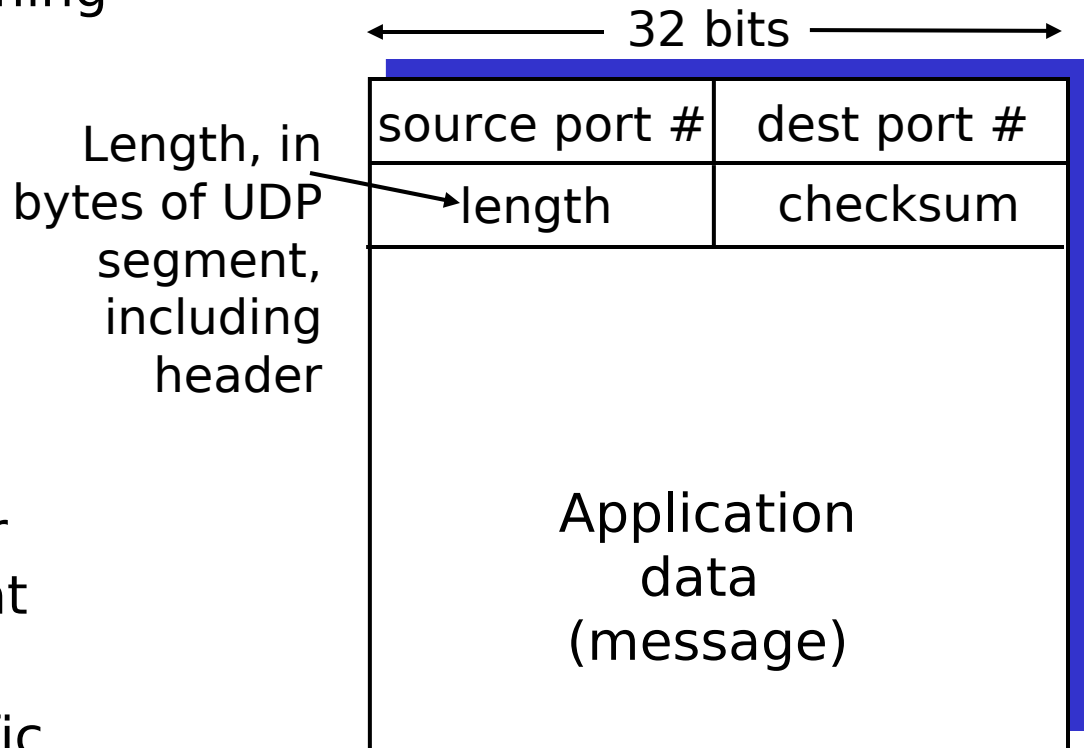 32 bits
source port #
dest port #
Length, in
bytes of UDP
segment,
including
header
length
checksum
Application
data
(message)